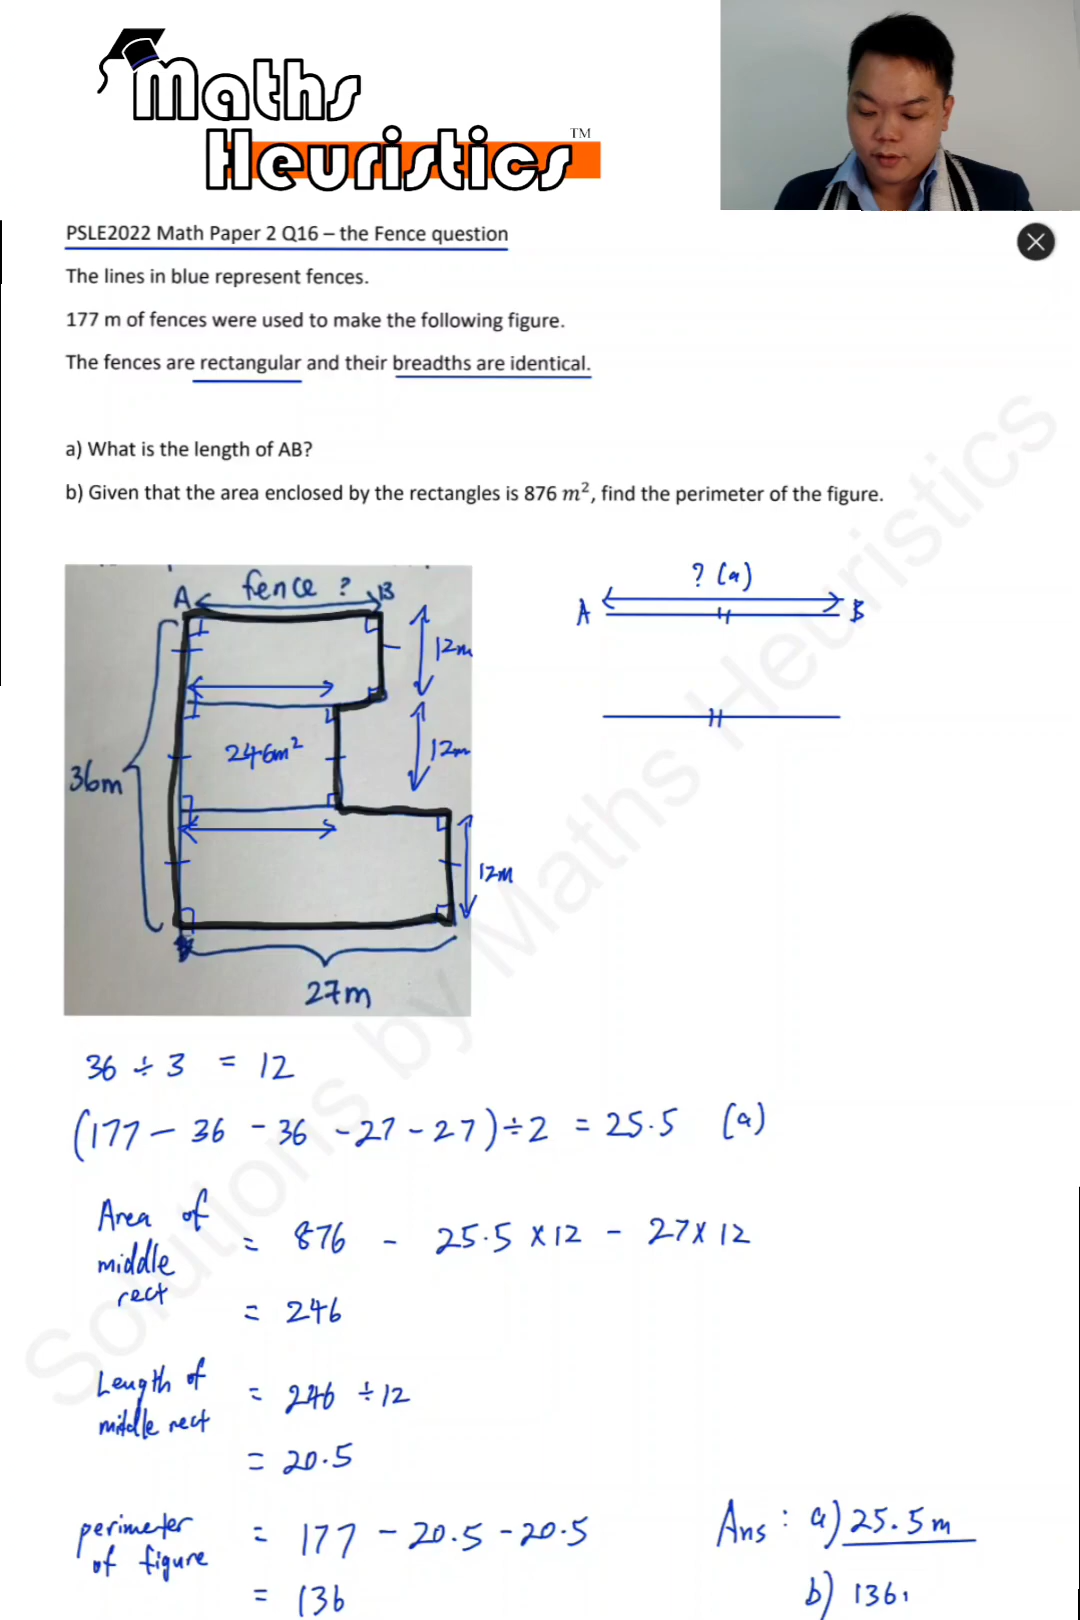 Maths
Heuristics TM
PSLE2022 Math Paper 2 Q16 – the Fence question
The lines in blue represent fences.
177 m of fences were used to make the following figure.
The fences are rectangular and their breadths are identical.
a) What is the length of AB?
b) Given that the area enclosed by the rectangles is 876 m², find the perimeter of the figure.
A fence ? B
12m
246m²
12m
36m
12m
27m
? (a)
A B
36 ÷ 3 = 12
(177 – 36 - 36 - 27 - 27) ÷ 2 = 25.5 (a)
Area of middle rect = 876 - 25.5 × 12 - 27 × 12
= 246
Length of middle rect = 246 ÷ 12
= 20.5
perimeter of figure = 177 - 20.5 - 20.5
= 136
Ans : a) 25.5m
b) 136
Solutions by Maths Heuristics